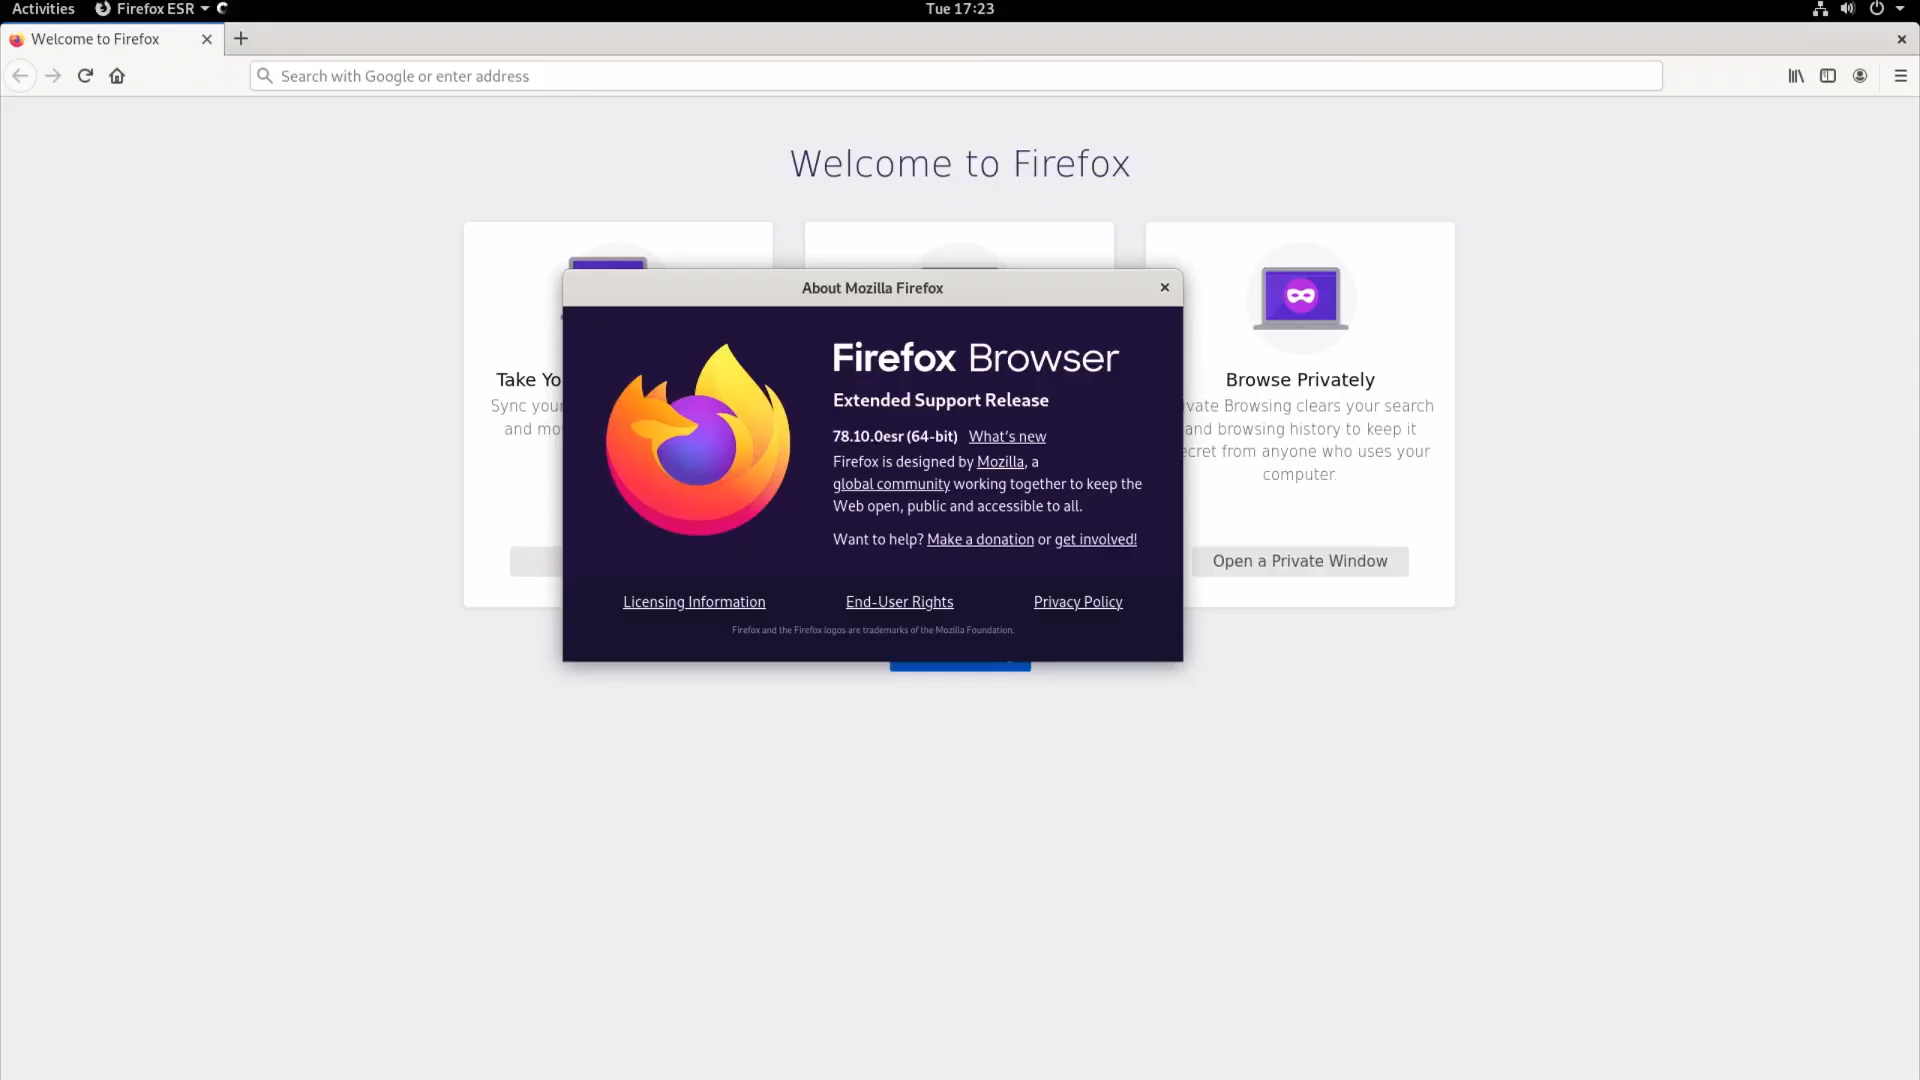 Activities
Firefox ESR
Tue 17:23
Welcome to Firefox
Search with Google or enter address
Welcome to Firefox
About Mozilla Firefox
Firefox Browser
Extended Support Release
78.10.0esr (64-bit) What's new
Firefox is designed by Mozilla, a
global community working together to keep the
Web open, public and accessible to all.
Want to help? Make a donation or get involved!
Licensing Information
End-User Rights
Privacy Policy
Firefox and the Firefox logos are trademarks of the Mozilla Foundation.
Take Yo
Sync your
and mo
Browse Privately
vate Browsing clears your search
and browsing history to keep it
ecret from anyone who uses your
computer.
Open a Private Window